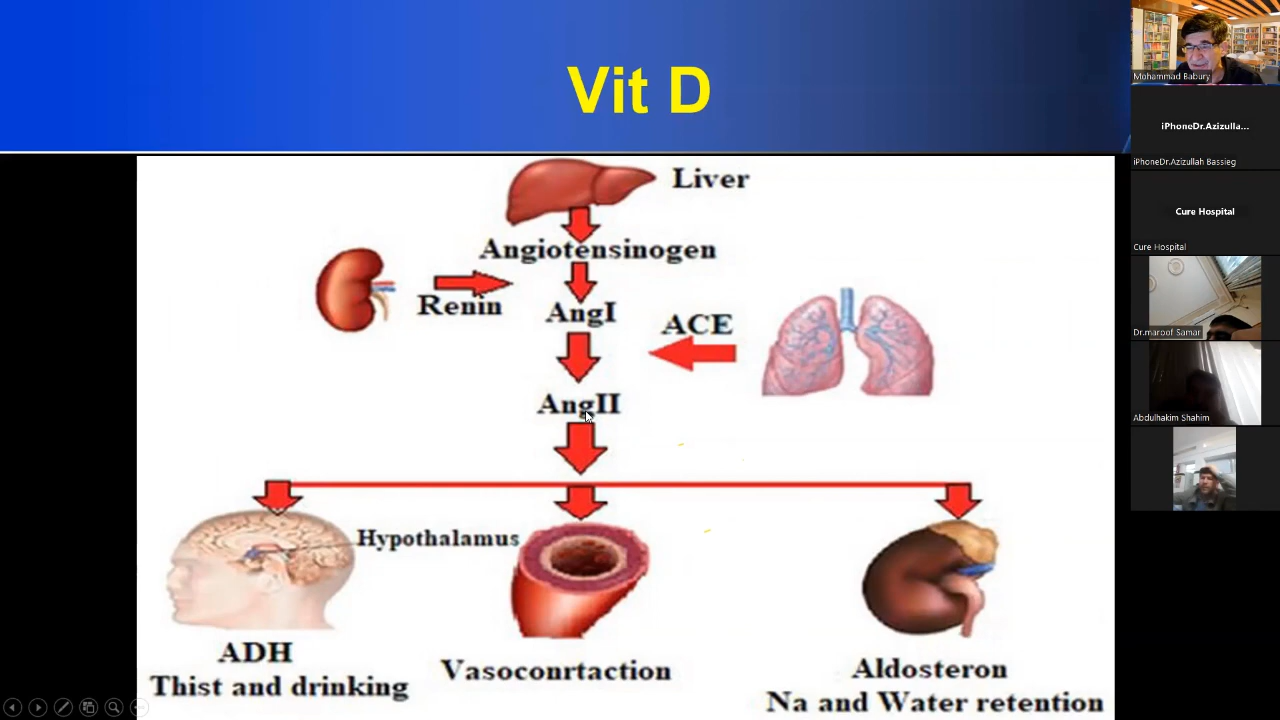 Vit D
Liver
Angiotensinogen
Renin
AngI
ACE
AngII
Hypothalamus
ADH
Thist and drinking
Vasoconrtaction
Aldosteron
Na and Water retention
Mohammad Babury
iPhoneDr.Azizulla...
iPhoneDr.Azizullah Bassieg
Cure Hospital
Cure Hospital
Dr.maroof Samar
Abdulhakim Shahim